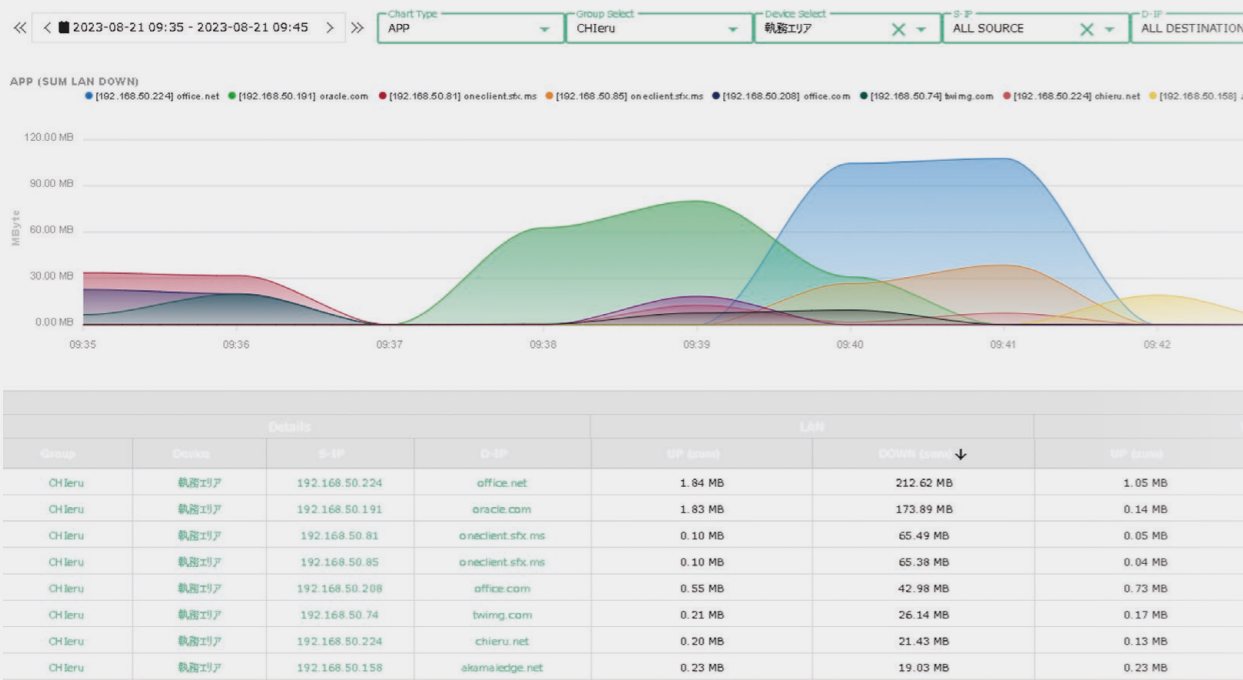 2023-08-21 09:35 - 2023-08-21 09:45
Chart Type
APP
Group Select
CHIeru
Device Select
執務エリア
S-IP
ALL SOURCE
D-IP
ALL DESTINATION
APP (SUM LAN DOWN)
[192.168.50.224] office.net [192.168.50.191] oracle.com [192.168.50.81] oneclient.sfx.ms [192.168.50.85] oneclient.sfx.ms [192.168.50.208] office.com [192.168.50.74] twimg.com [192.168.50.224] chieru.net [192.168.50.158]
120.00 MB
90.00 MB
60.00 MB
30.00 MB
0.00 MB
MByte
09:35 09:36 09:37 09:38 09:39 09:40 09:41 09:42
Details LAN
Group Device S-IP D-IP UP (sum) DOWN (sum) UP (sum)
CHIeru 執務エリア 192.168.50.224 office.net 1.84 MB 212.62 MB 1.05 MB
CHIeru 執務エリア 192.168.50.191 oracle.com 1.83 MB 173.89 MB 0.14 MB
CHIeru 執務エリア 192.168.50.81 oneclient.sfx.ms 0.10 MB 65.49 MB 0.05 MB
CHIeru 執務エリア 192.168.50.85 oneclient.sfx.ms 0.10 MB 65.38 MB 0.04 MB
CHIeru 執務エリア 192.168.50.208 office.com 0.55 MB 42.98 MB 0.73 MB
CHIeru 執務エリア 192.168.50.74 twimg.com 0.21 MB 26.14 MB 0.17 MB
CHIeru 執務エリア 192.168.50.224 chieru.net 0.20 MB 21.43 MB 0.13 MB
CHIeru 執務エリア 192.168.50.158 akamaiedge.net 0.23 MB 19.03 MB 0.23 MB